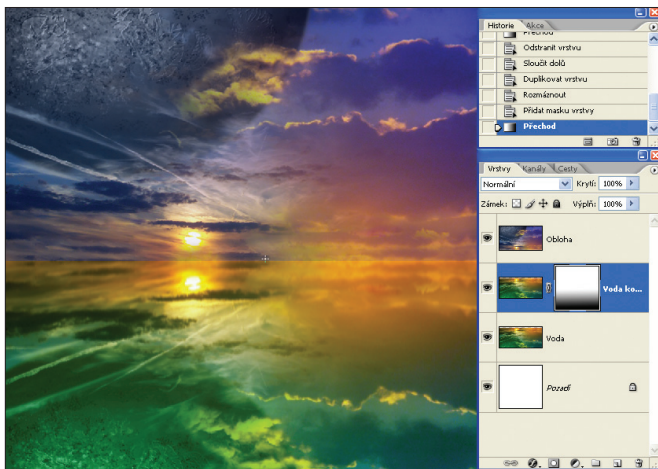 Historie Akce
Přechod
Odstranit vrstvu
Sloučit dolů
Duplikovat vrstvu
Rozmáznout
Přidat masku vrstvy
Přechod
Vrstvy Kanály Cesty
Normální Krytí: 100%
Zámek: Výplň: 100%
Obloha
Voda ko...
Voda
Pozadí